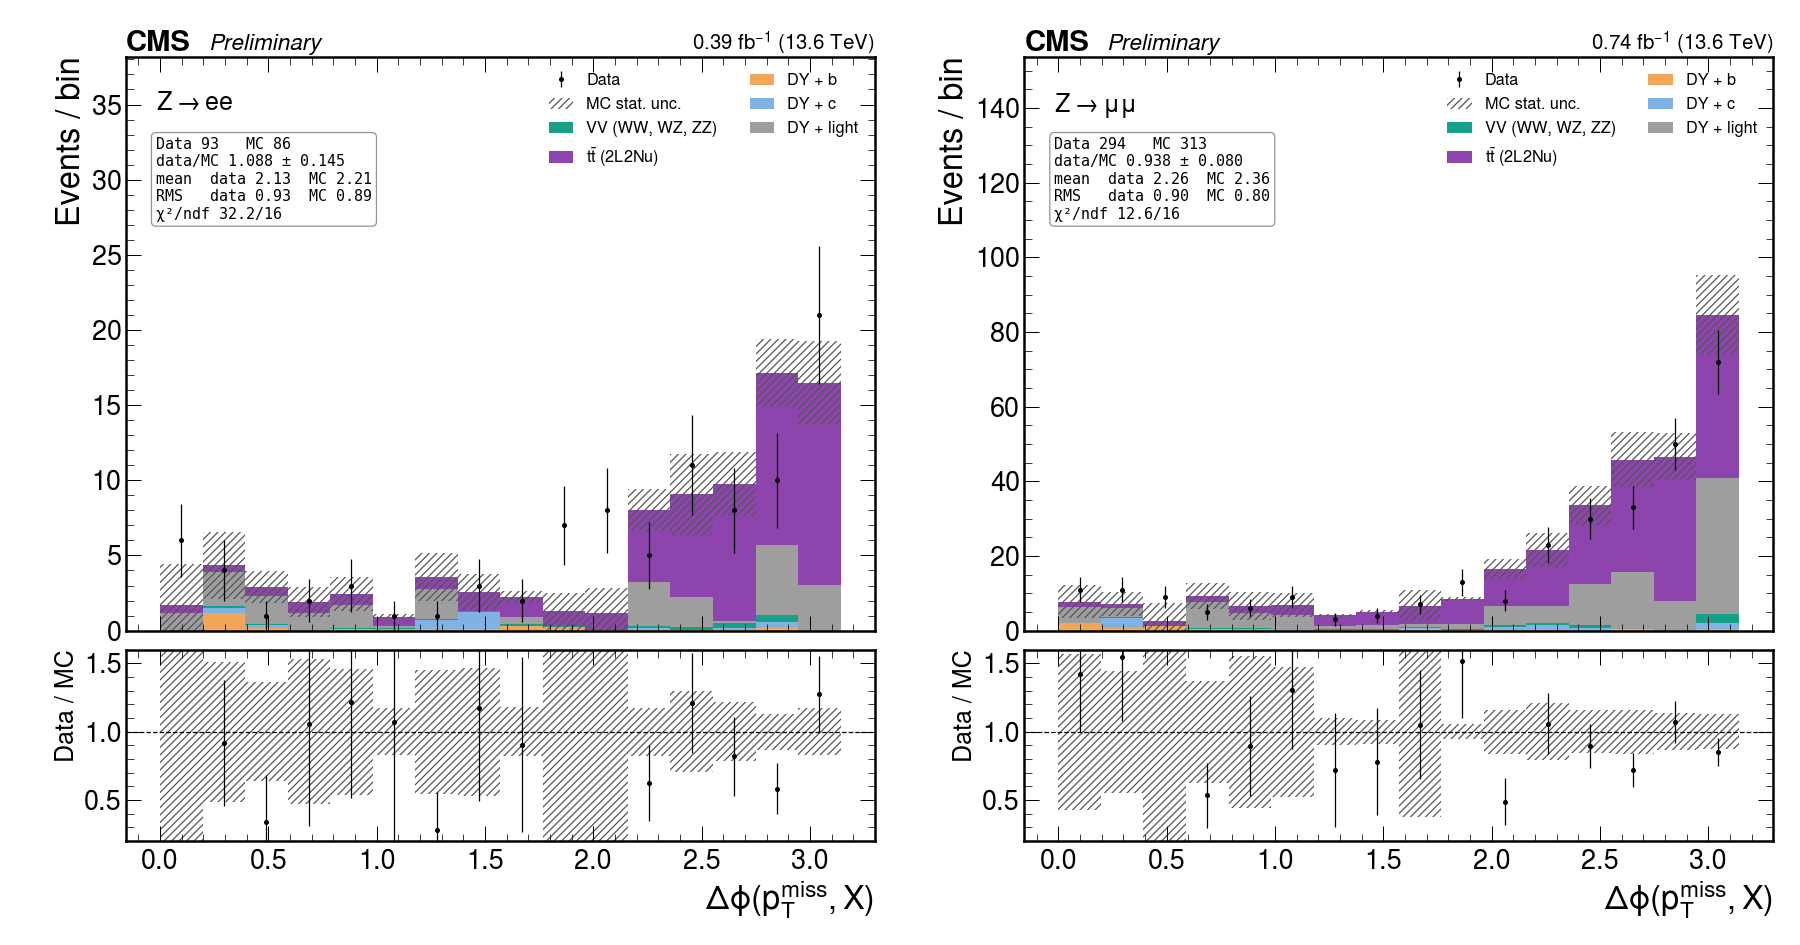 CMS Preliminary 0.39 fb⁻¹ (13.6 TeV)
Events / bin
Z→ee
Data 93   MC 86
data/MC 1.088 ± 0.145
mean  data 2.13  MC 2.21
RMS   data 0.93  MC 0.89
χ²/ndf 32.2/16
Data
MC stat. unc.
VV (WW, WZ, ZZ)
tt̄ (2L2Nu)
DY + b
DY + c
DY + light
35
30
25
20
15
10
5
0
Data / MC
1.5
1.0
0.5
0.0 0.5 1.0 1.5 2.0 2.5 3.0
Δϕ(p_T^miss, X)
CMS Preliminary 0.74 fb⁻¹ (13.6 TeV)
Events / bin
Z→μμ
Data 294   MC 313
data/MC 0.938 ± 0.080
mean  data 2.26  MC 2.36
RMS   data 0.90  MC 0.80
χ²/ndf 12.6/16
Data
MC stat. unc.
VV (WW, WZ, ZZ)
tt̄ (2L2Nu)
DY + b
DY + c
DY + light
140
120
100
80
60
40
20
0
Data / MC
1.5
1.0
0.5
0.0 0.5 1.0 1.5 2.0 2.5 3.0
Δϕ(p_T^miss, X)